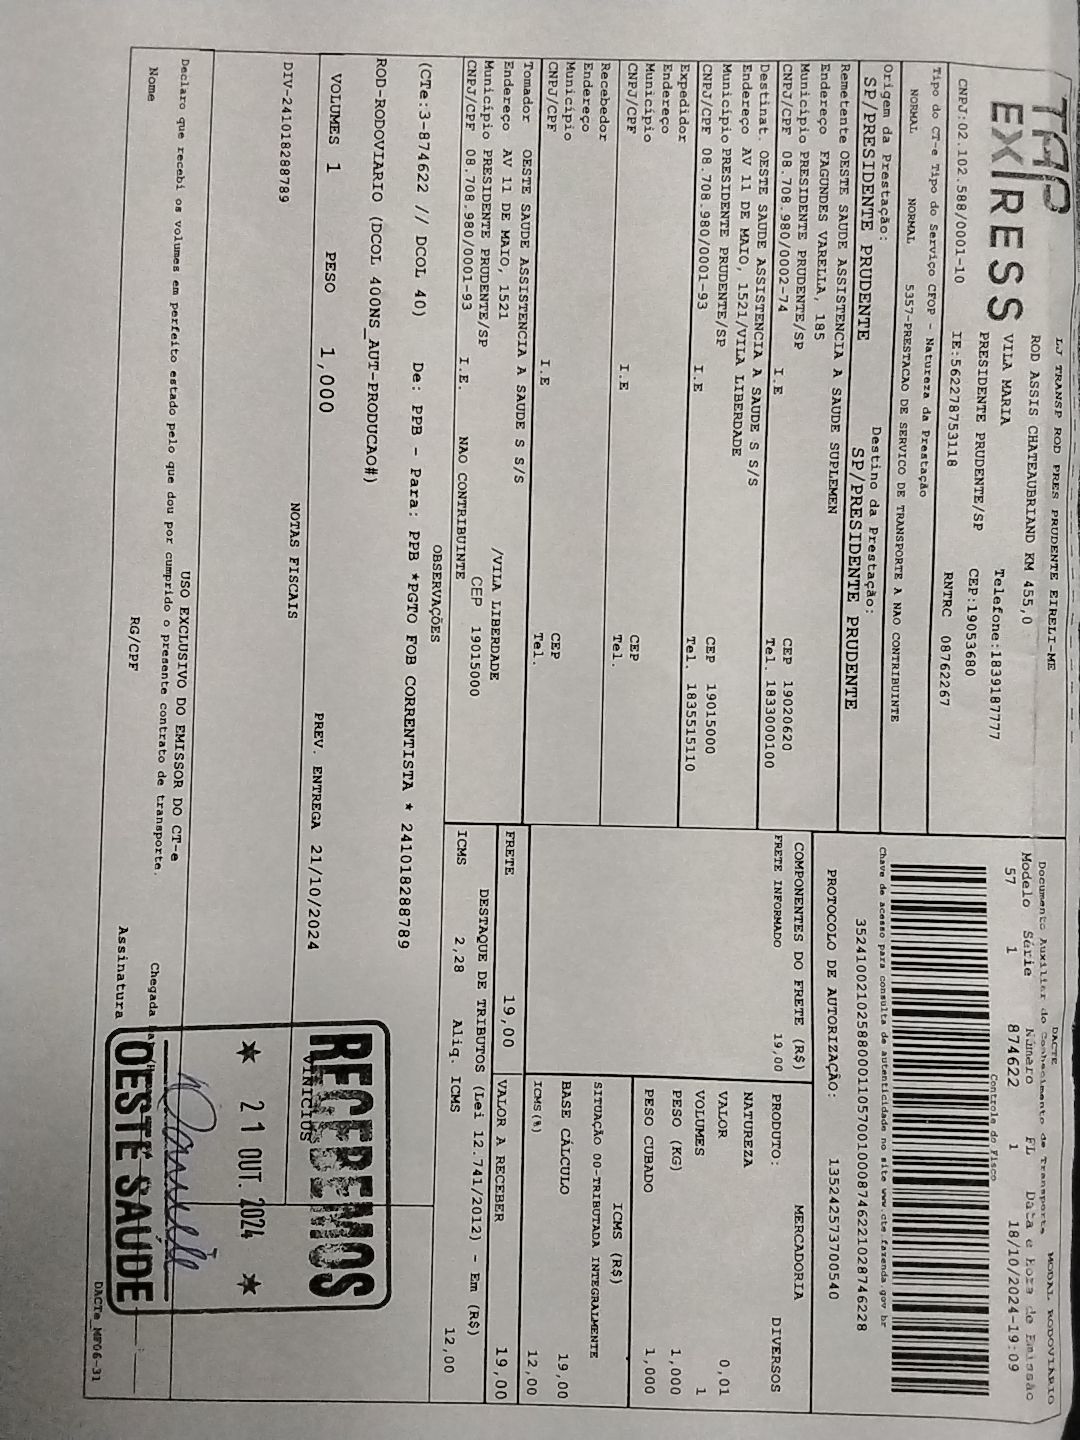 TAP
EXPRESS
LJ TRANSP ROD PRES PRUDENTE EIRELI-ME
ROD ASSIS CHATEAUBRIAND KM 455,0
VILA MARIA Telefone:1839187777
PRESIDENTE PRUDENTE/SP CEP:19053680
CNPJ:02.102.588/0001-10 IE:562278753118 RNTRC 08762267
Tipo do CT-e Tipo do Serviço CFOP - Natureza da Prestação
NORMAL NORMAL 5357-PRESTACAO DE SERVICO DE TRANSPORTE A NAO CONTRIBUINTE
Origem da Prestação: Destino da Prestação:
SP/PRESIDENTE PRUDENTE SP/PRESIDENTE PRUDENTE
Remetente OESTE SAUDE ASSISTENCIA A SAUDE SUPLEMEN
Endereço FAGUNDES VARELLA, 185
Município PRESIDENTE PRUDENTE/SP CEP 19020620
CNPJ/CPF 08.708.980/0002-74 I.E Tel. 1833000100
Destinat. OESTE SAUDE ASSISTENCIA A SAUDE S S/S
Endereço AV 11 DE MAIO, 1521/VILA LIBERDADE
Município PRESIDENTE PRUDENTE/SP CEP 19015000
CNPJ/CPF 08.708.980/0001-93 I.E Tel. 1835515110
Expedidor
Endereço
Município CEP
CNPJ/CPF I.E Tel.
Recebedor
Endereço
Município CEP
CNPJ/CPF I.E Tel.
Tomador OESTE SAUDE ASSISTENCIA A SAUDE S S/S
Endereço AV 11 DE MAIO, 1521 /VILA LIBERDADE
Município PRESIDENTE PRUDENTE/SP CEP 19015000
CNPJ/CPF 08.708.980/0001-93 I.E. NAO CONTRIBUINTE
DACTE MODAL RODOVIÁRIO
Documento Auxiliar do Conhecimento de Transporte
Modelo Série Número FL Data e hora de Emissão
57 1 874622 1 18/10/2024-19:09
Controle do Fisco
Chave de acesso para consulta de autenticidade no site www.cte.fazenda.gov.br
35241002102588000110570010008746221028746228
PROTOCOLO DE AUTORIZAÇÃO: 135242573700540
COMPONENTES DO FRETE (R$)
FRETE INFORMADO 19,00
MERCADORIA
PRODUTO: DIVERSOS
NATUREZA
VALOR 0,01
VOLUMES 1
PESO (KG) 1,000
PESO CUBADO 1,000
ICMS (R$)
SITUAÇÃO 00-TRIBUTADA INTEGRALMENTE
BASE CÁLCULO 19,00
ICMS(%) 12,00
FRETE 19,00 VALOR A RECEBER 19,00
DESTAQUE DE TRIBUTOS (Lei 12.741/2012) - Em (R$)
ICMS 2,28 Aliq. ICMS 12,00
OBSERVAÇÕES
(CTe:3-874622 // DCOL 40) De: PPB - Para: PPB *PGTO FOB CORRENTISTA * 241018288789
ROD-RODOVIARIO (DCOL 400NS_AUT-PRODUCAO#)
VOLUMES 1 PESO 1,000 PREV. ENTREGA 21/10/2024 VINICIUS
NOTAS FISCAIS
DIV-241018288789
USO EXCLUSIVO DO EMISSOR DO CT-e
Declaro que recebi os volumes em perfeito estado pelo que dou por cumprido o presente contrato de transporte.
Nome RG/CPF Assinatura Chegada
RECEBEMOS
★ 21 OUT. 2024 ★
OESTE SAÚDE
DACTe_MF06-31